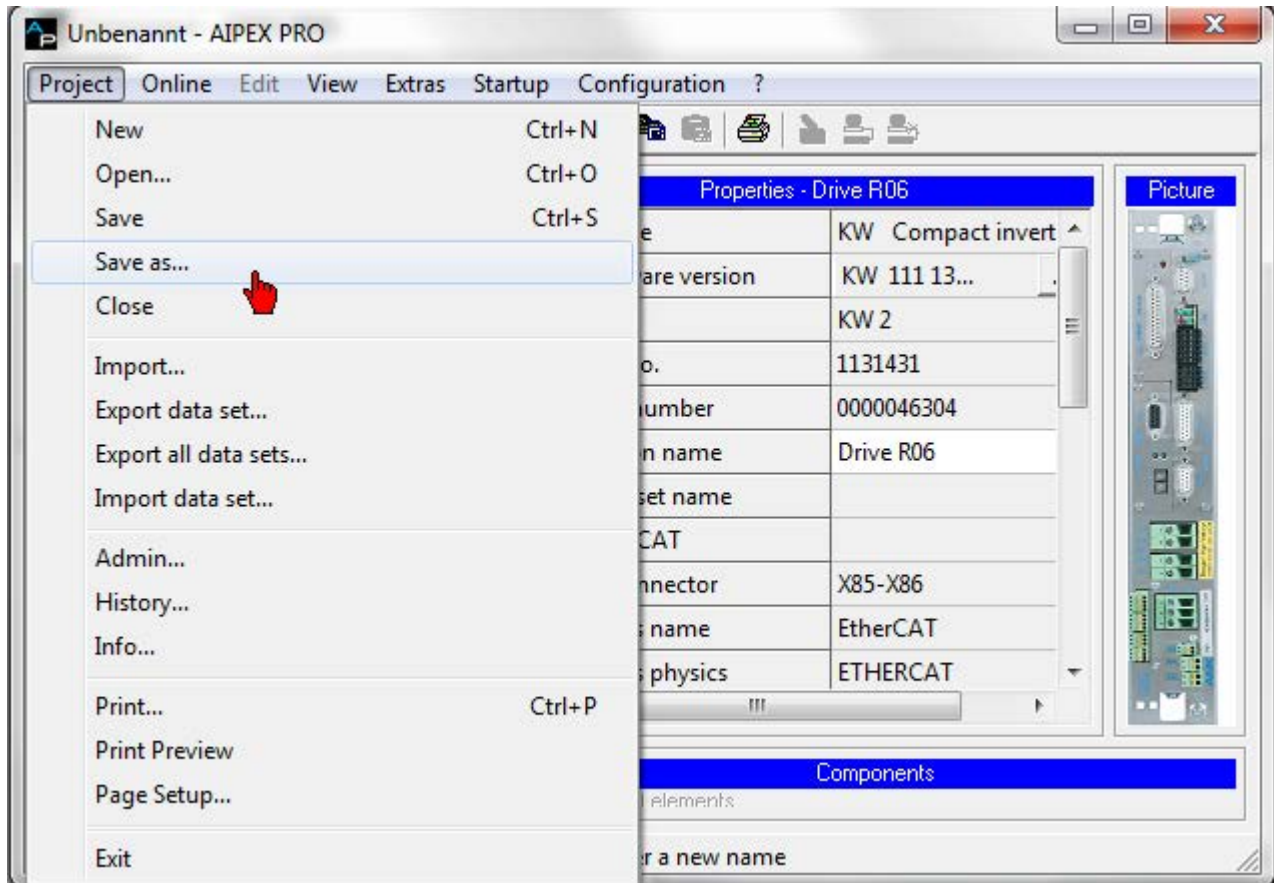 Unbenannt - AIPEX PRO
Project Online Edit View Extras Startup Configuration ?
New Ctrl+N
Open... Ctrl+O
Save Ctrl+S
Save as...
Close
Import...
Export data set...
Export all data sets...
Import data set...
Admin...
History...
Info...
Print... Ctrl+P
Print Preview
Page Setup...
Exit
Properties - Drive R06
e KW Compact invert
are version KW 111 13...
KW 2
o. 1131431
umber 0000046304
n name Drive R06
set name
CAT
nnector X85-X86
s name EtherCAT
s physics ETHERCAT
Picture
Components
elements
r a new name